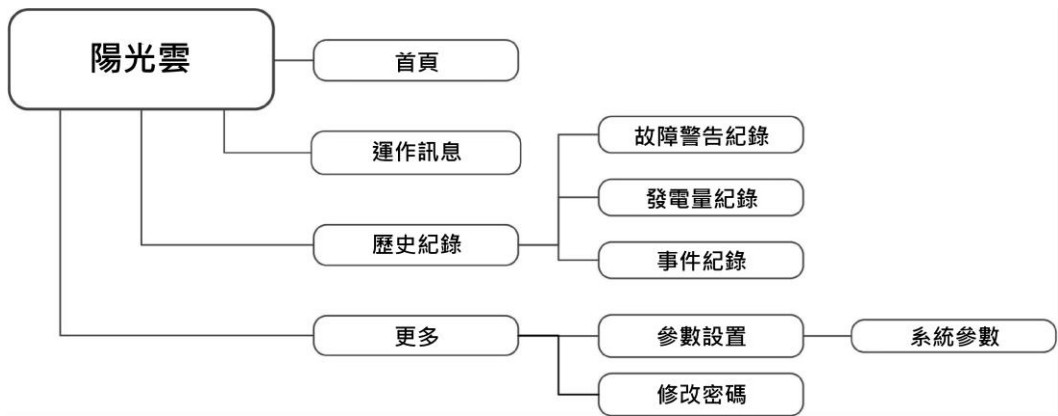 陽光雲
首頁
運作訊息
歷史紀錄
故障警告紀錄
發電量紀錄
事件紀錄
更多
參數設置
系統參數
修改密碼